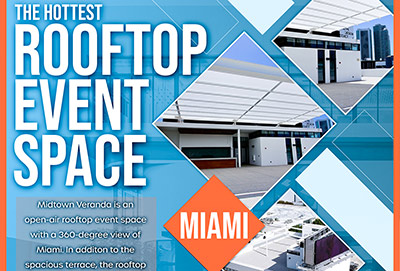 THE HOTTEST
ROOFTOP
EVENT
SPACE
Midtown Veranda is an
open-air rooftop event space
with a 360-degree view of
Miami. In additon to the
spacious terrace, the rooftop
MIAMI